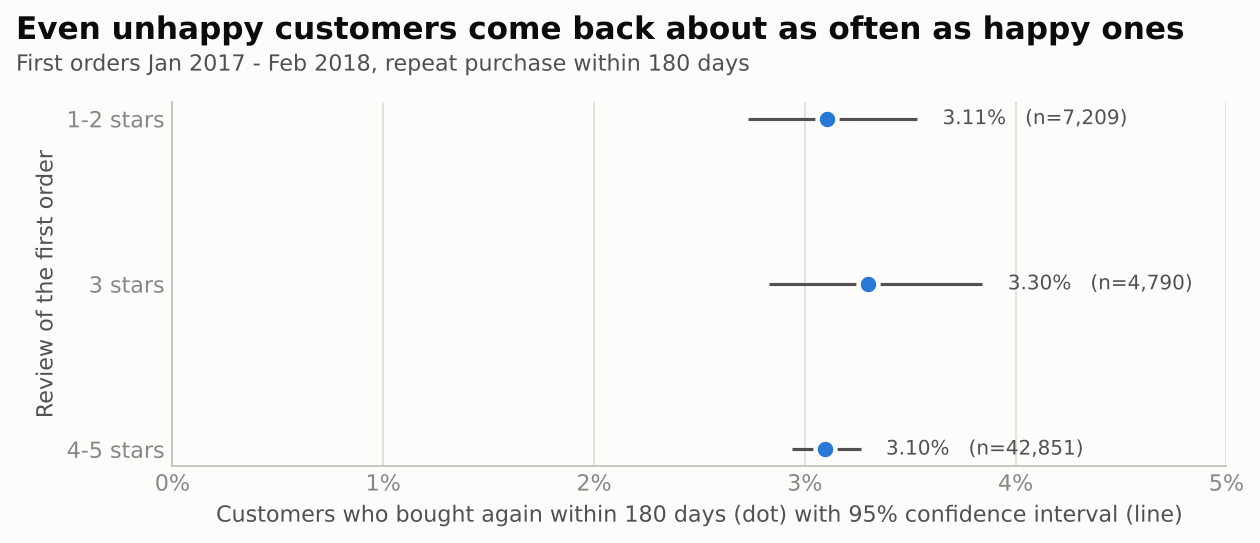 Even unhappy customers come back about as often as happy ones
First orders Jan 2017 - Feb 2018, repeat purchase within 180 days
Review of the first order
1-2 stars
3.11% (n=7,209)
3 stars
3.30% (n=4,790)
4-5 stars
3.10% (n=42,851)
0% 1% 2% 3% 4% 5%
Customers who bought again within 180 days (dot) with 95% confidence interval (line)